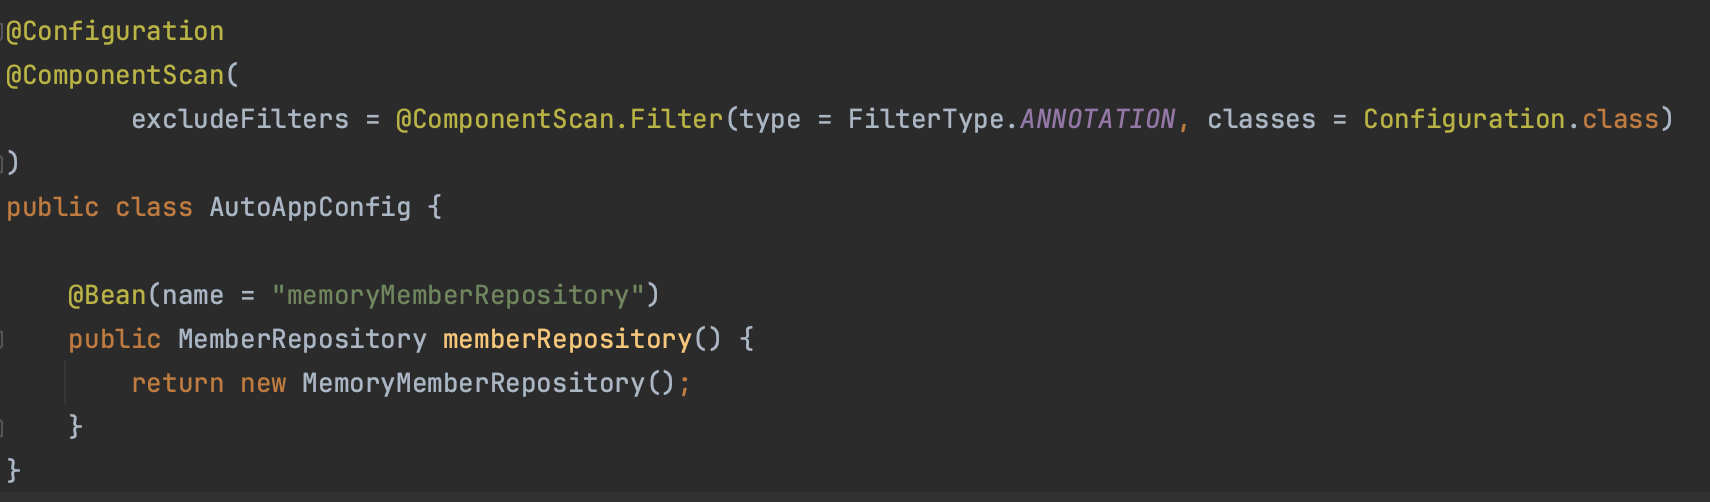 @Configuration
@ComponentScan(
        excludeFilters = @ComponentScan.Filter(type = FilterType.ANNOTATION, classes = Configuration.class)
)
public class AutoAppConfig {

    @Bean(name = "memoryMemberRepository")
    public MemberRepository memberRepository() {
        return new MemoryMemberRepository();
    }
}